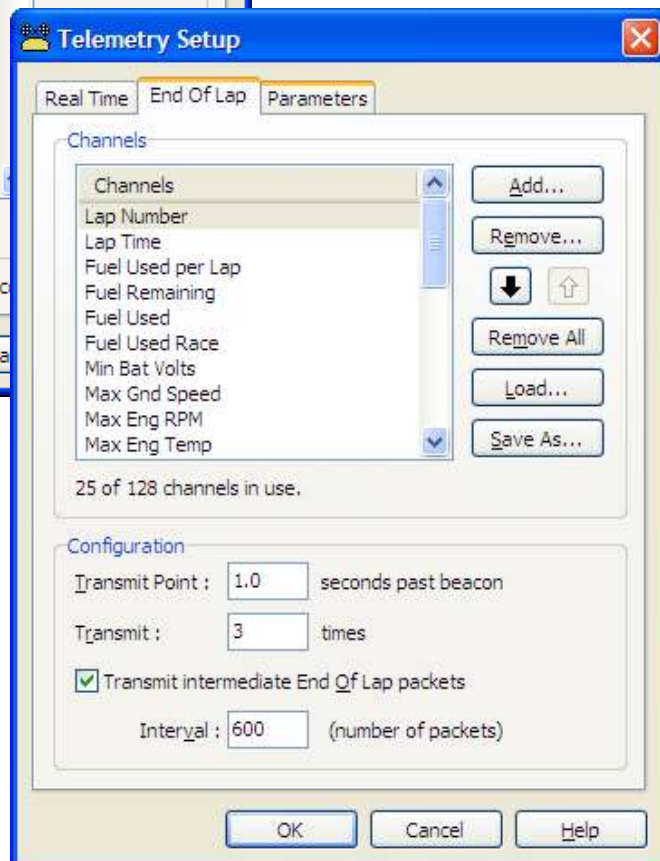 Telemetry Setup
Real Time
End Of Lap
Parameters
Channels
Channels
Lap Number
Lap Time
Fuel Used per Lap
Fuel Remaining
Fuel Used
Fuel Used Race
Min Bat Volts
Max Gnd Speed
Max Eng RPM
Max Eng Temp
Add...
Remove...
Remove All
Load...
Save As...
25 of 128 channels in use.
Configuration
Transmit Point : 1.0 seconds past beacon
Transmit : 3 times
Transmit intermediate End Of Lap packets
Interval : 600 (number of packets)
OK
Cancel
Help